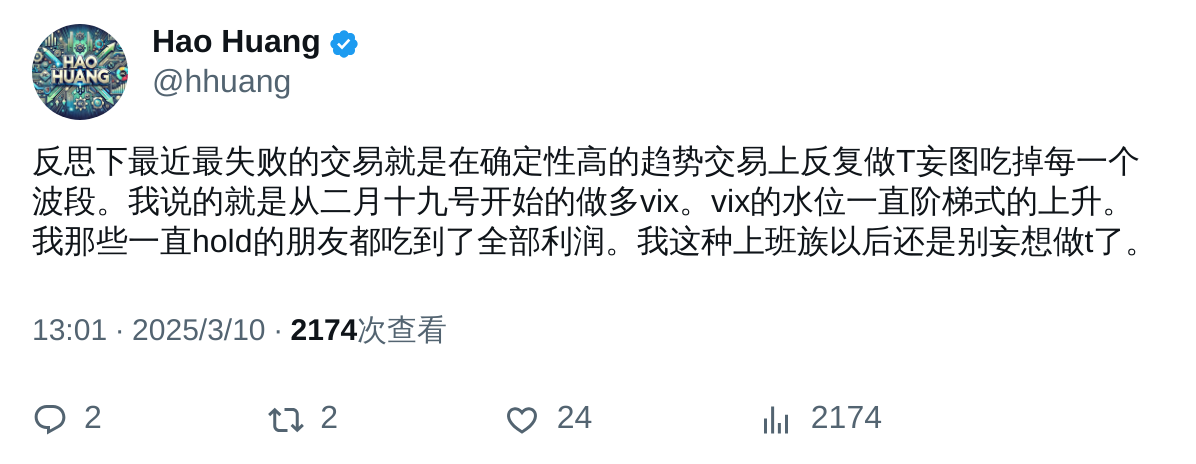 HAO
HUANG
Hao Huang
@hhuang
反思下最近最失败的交易就是在确定性高的趋势交易上反复做T妄图吃掉每一个
波段。我说的就是从二月十九号开始的做多vix。vix的水位一直阶梯式的上升。
我那些一直hold的朋友都吃到了全部利润。我这种上班族以后还是别妄想做t了。
13:01 · 2025/3/10 · 2174次查看
2 2 24 2174